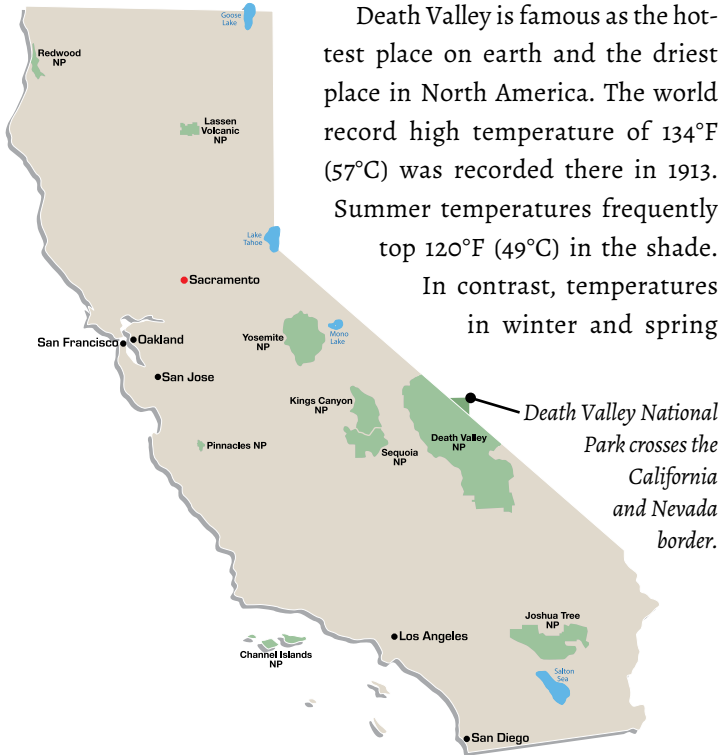 Death Valley is famous as the hot-
test place on earth and the driest
place in North America. The world
record high temperature of 134°F
(57°C) was recorded there in 1913.
Summer temperatures frequently
top 120°F (49°C) in the shade.
In contrast, temperatures
in winter and spring
Goose
Lake
Redwood
NP
Lassen
Volcanic
NP
Lake
Tahoe
Sacramento
San Francisco
Oakland
Yosemite
NP
Mono
Lake
San Jose
Kings Canyon
NP
Pinnacles NP
Sequoia
NP
Death Valley
NP
Death Valley National
Park crosses the
California
and Nevada
border.
Joshua Tree
NP
Los Angeles
Channel Islands
NP
Salton
Sea
San Diego